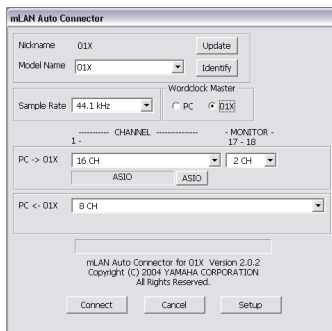 mLAN Auto Connector
Nickname 01X Update
Model Name 01X Identify
Wordclock Master
Sample Rate 44.1 kHz PC 01X
----------- CHANNEL --------------- - MONITOR -
1 - 17 - 18
PC -> 01X 16 CH 2 CH
ASIO ASIO
PC <- 01X 8 CH
mLAN Auto Connector for 01X Version 2.0.2
Copyright (C) 2004 YAMAHA CORPORATION
All Rights Reserved.
Connect Cancel Setup